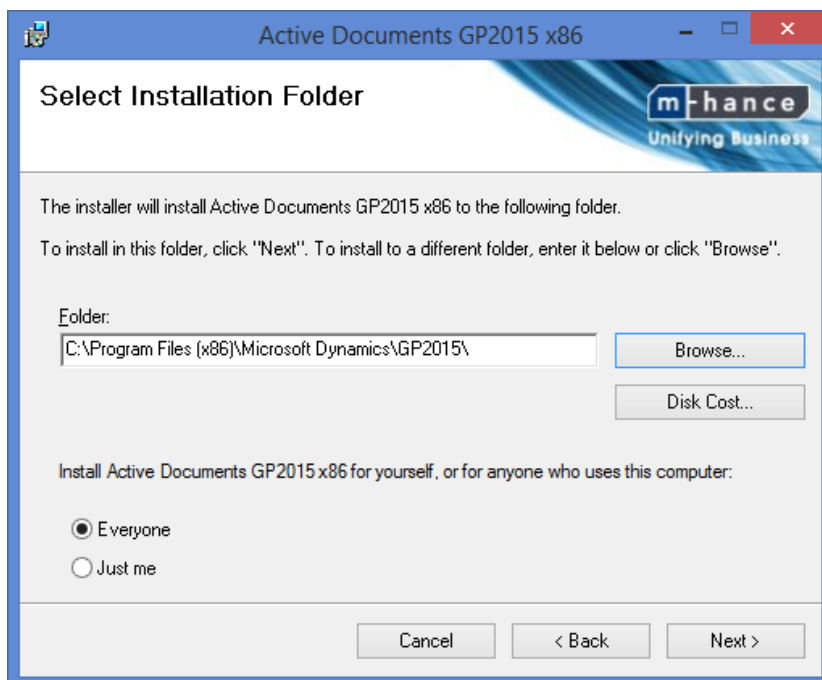 Active Documents GP2015 x86
Select Installation Folder
m-hance
Unifying Business
The installer will install Active Documents GP2015 x86 to the following folder.
To install in this folder, click "Next". To install to a different folder, enter it below or click "Browse".
Folder:
C:\Program Files (x86)\Microsoft Dynamics\GP2015\
Browse...
Disk Cost...
Install Active Documents GP2015 x86 for yourself, or for anyone who uses this computer:
Everyone
Just me
Cancel
< Back
Next >